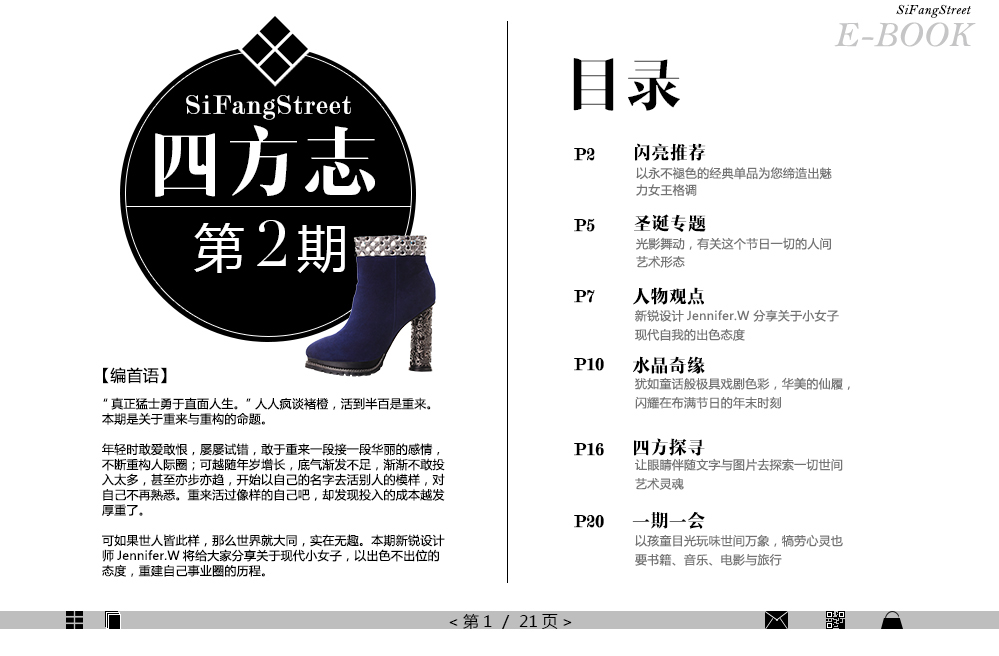 SiFangStreet
四方志
第2期
【编首语】
“真正猛士勇于直面人生。”人人疯谈褚橙，活到半百是重来。
本期是关于重来与重构的命题。
年轻时敢爱敢恨，屡屡试错，敢于重来一段接一段华丽的感情，
不断重构人际圈；可越随年岁增长，底气渐发不足，渐渐不敢投
入太多，甚至亦步亦趋，开始以自己的名字去活别人的模样，对
自己不再熟悉。重来活过像样的自己吧，却发现投入的成本越发
厚重了。
可如果世人皆此样，那么世界就大同，实在无趣。本期新锐设计
师 Jennifer.W 将给大家分享关于现代小女子，以出色不出位的
态度，重建自己事业圈的历程。
SiFangStreet
E-BOOK
目录
P2 闪亮推荐
以永不褪色的经典单品为您缔造出魅
力女王格调
P5 圣诞专题
光影舞动，有关这个节日一切的人间
艺术形态
P7 人物观点
新锐设计 Jennifer.W 分享关于小女子
现代自我的出色态度
P10 水晶奇缘
犹如童话般极具戏剧色彩，华美的仙履，
闪耀在布满节日的年末时刻
P16 四方探寻
让眼睛伴随文字与图片去探索一切世间
艺术灵魂
P20 一期一会
以孩童目光玩味世间万象，犒劳心灵也
要书籍、音乐、电影与旅行
< 第 1 / 21 页 >